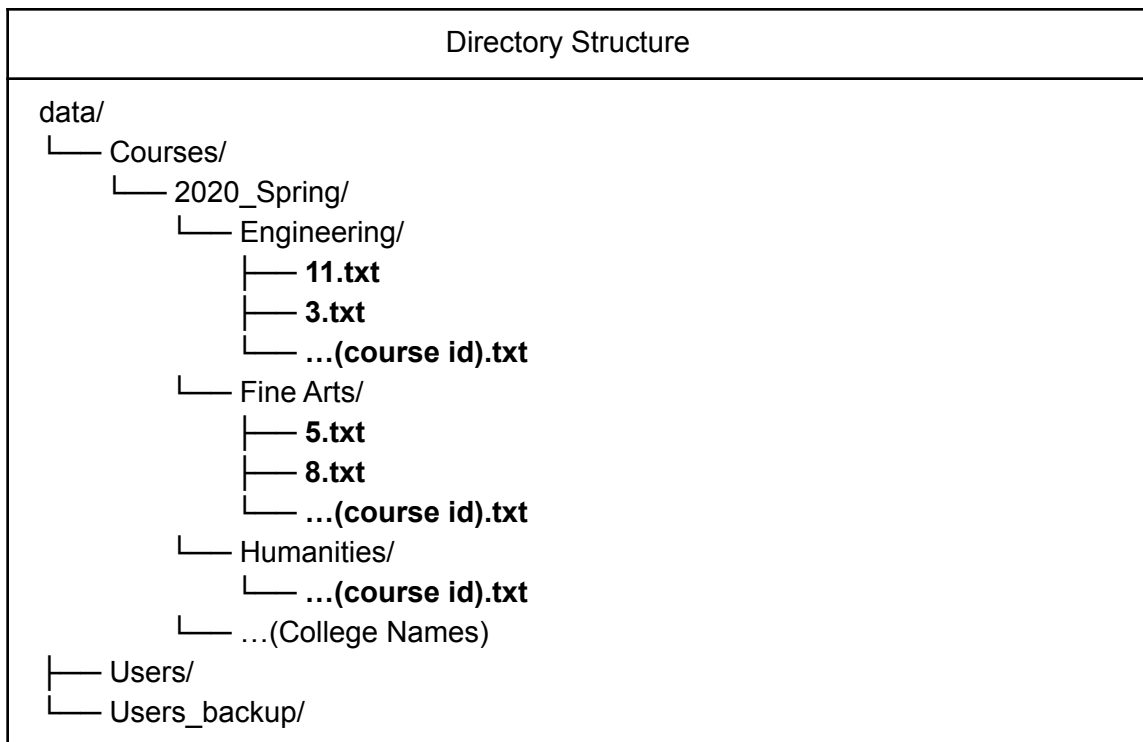 Directory Structure
data/
└── Courses/
└── 2020_Spring/
└── Engineering/
├── 11.txt
├── 3.txt
└── …(course id).txt
└── Fine Arts/
├── 5.txt
├── 8.txt
└── …(course id).txt
└── Humanities/
└── …(course id).txt
└── …(College Names)
├── Users/
└── Users_backup/